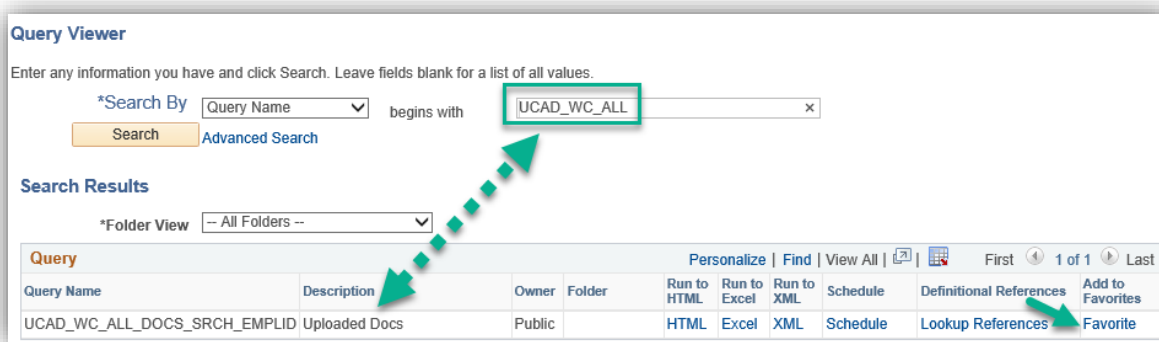 Query Viewer
Enter any information you have and click Search. Leave fields blank for a list of all values.
*Search By Query Name begins with UCAD_WC_ALL ×
Search Advanced Search
Search Results
*Folder View -- All Folders --
Query Personalize | Find | View All | First 1 of 1 Last
Query Name Description Owner Folder Run to HTML Run to Excel Run to XML Schedule Definitional References Add to Favorites
UCAD_WC_ALL_DOCS_SRCH_EMPLID Uploaded Docs Public HTML Excel XML Schedule Lookup References Favorite